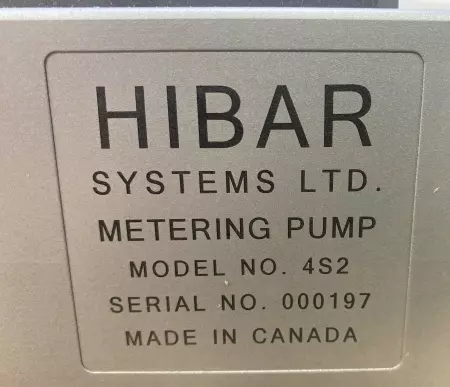 HIBAR
SYSTEMS LTD.
METERING PUMP
MODEL NO. 4S2
SERIAL NO. 000197
MADE IN CANADA